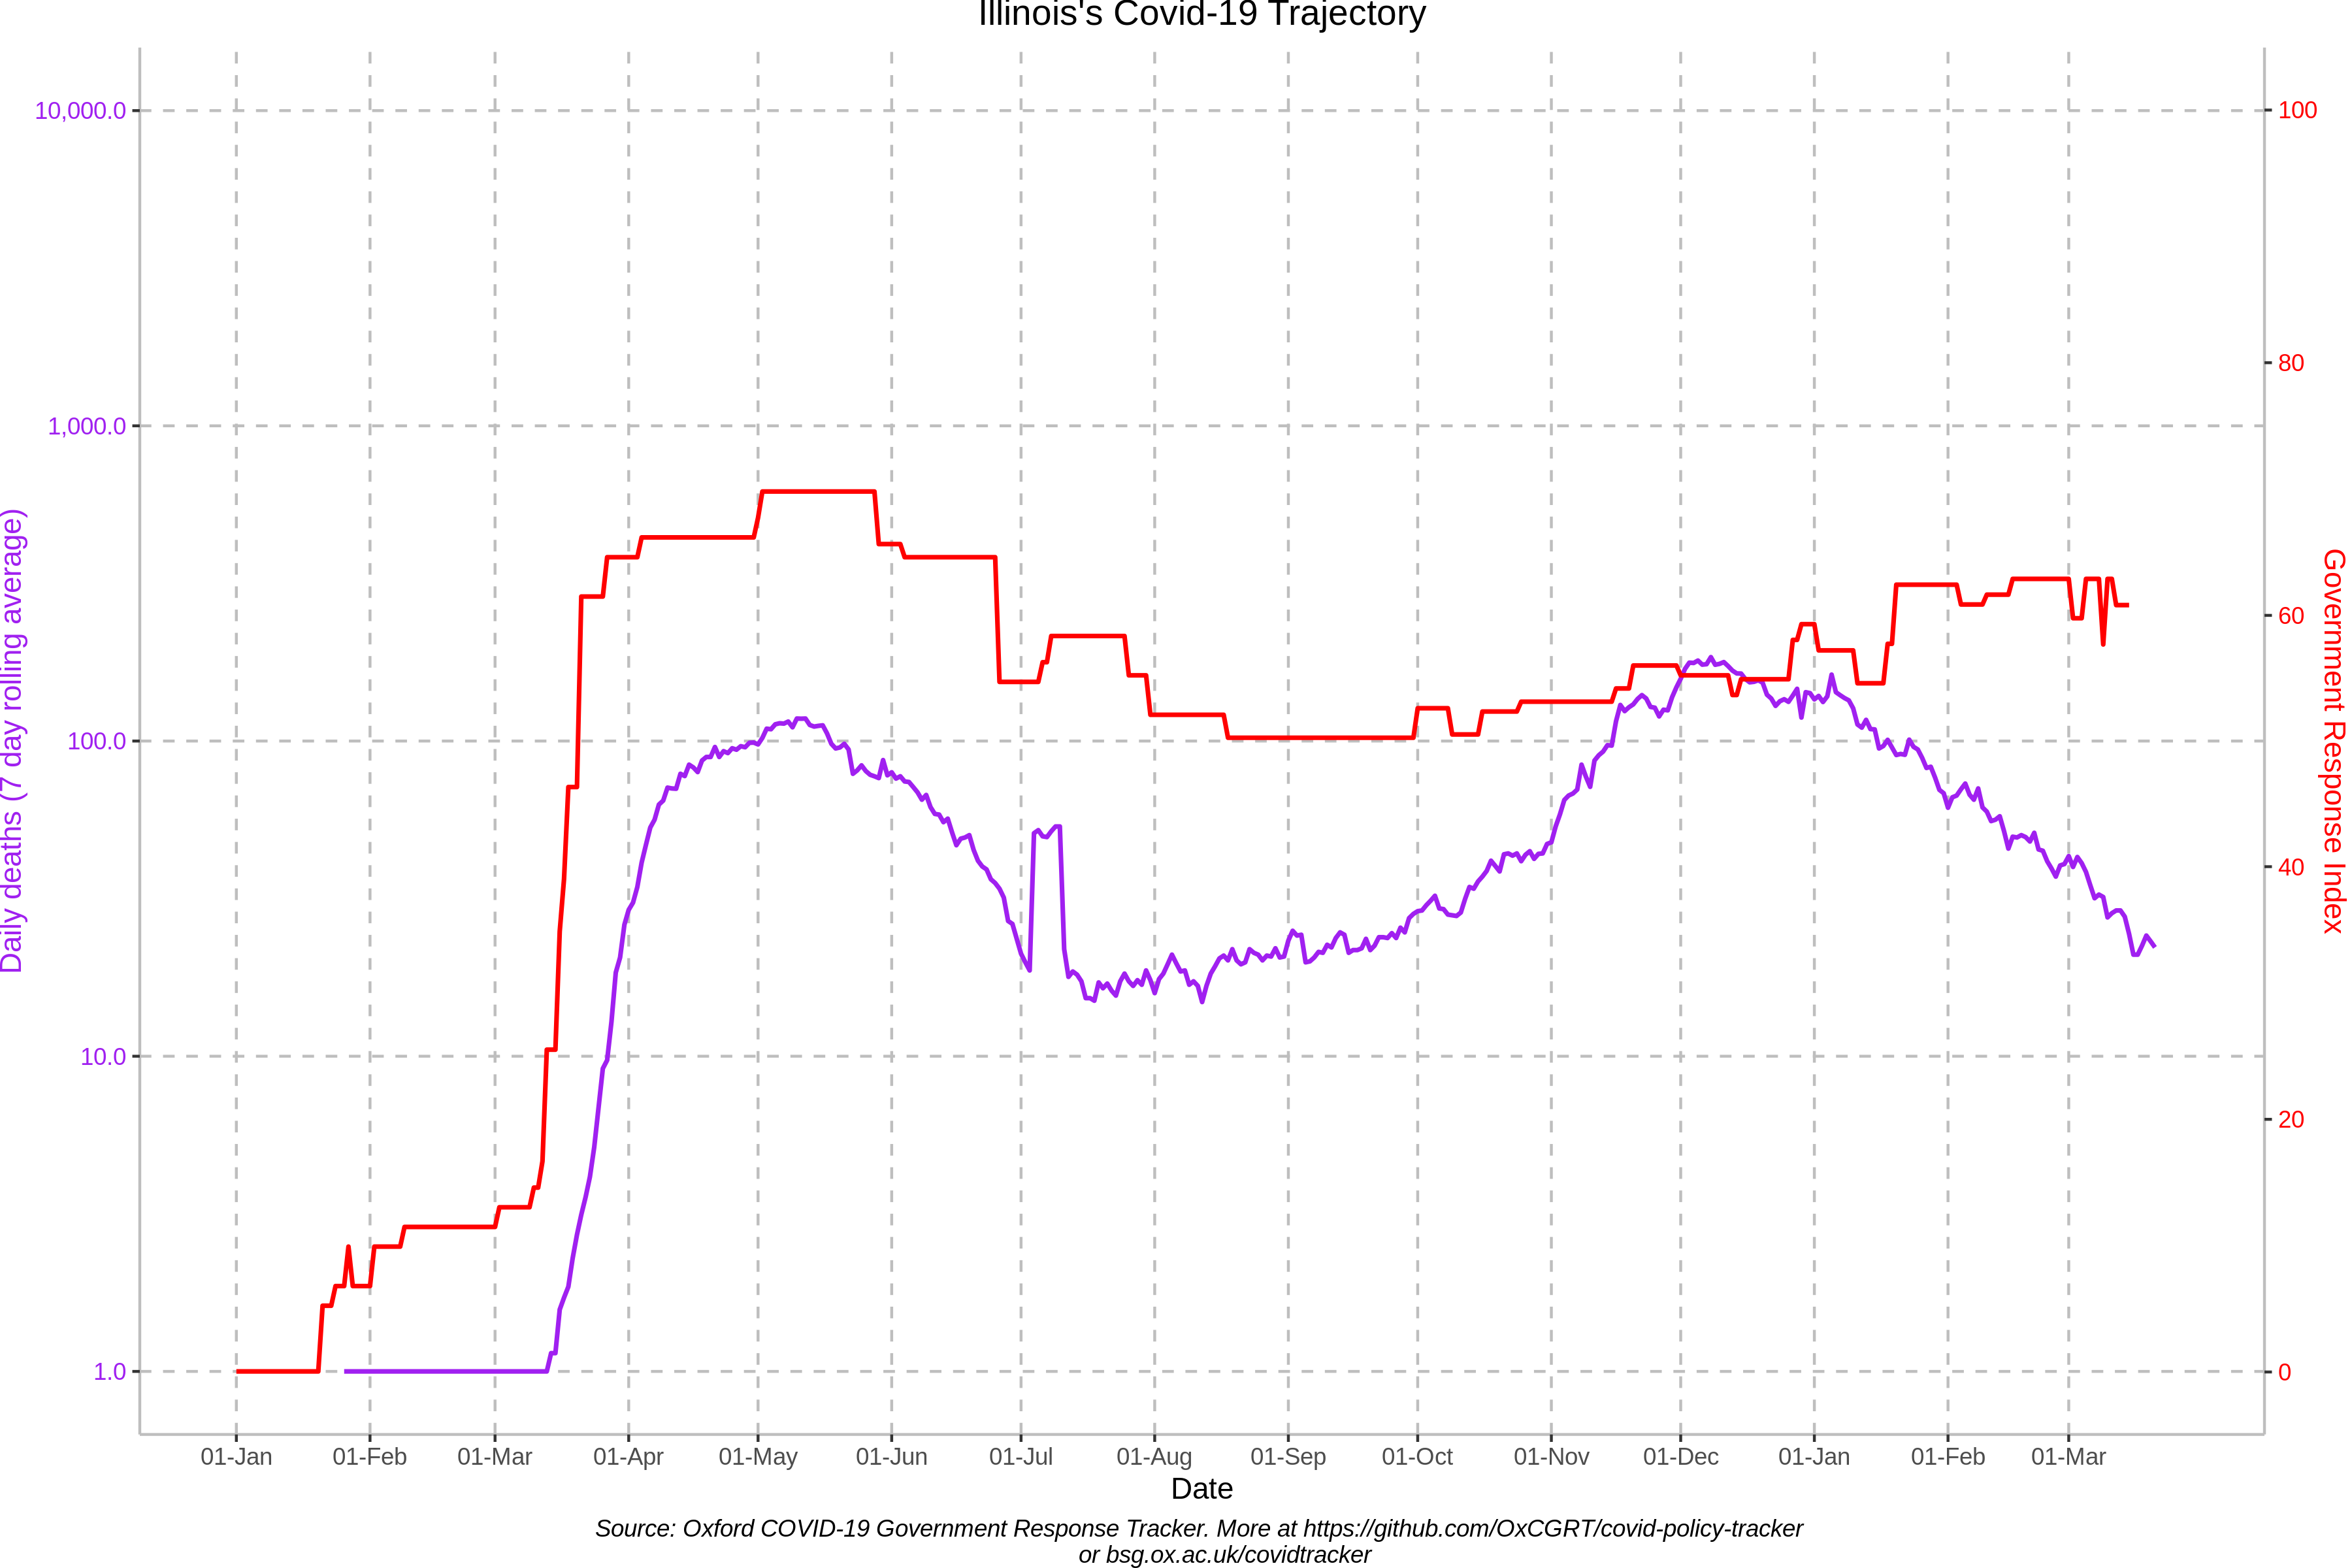 Illinois's Covid-19 Trajectory
10,000.0
1,000.0
100.0
10.0
1.0
Daily deaths (7 day rolling average)
100
80
60
40
20
0
Government Response Index
01-Jan 01-Feb 01-Mar 01-Apr 01-May 01-Jun 01-Jul 01-Aug 01-Sep 01-Oct 01-Nov 01-Dec 01-Jan 01-Feb 01-Mar
Date
Source: Oxford COVID-19 Government Response Tracker. More at https://github.com/OxCGRT/covid-policy-tracker
or bsg.ox.ac.uk/covidtracker